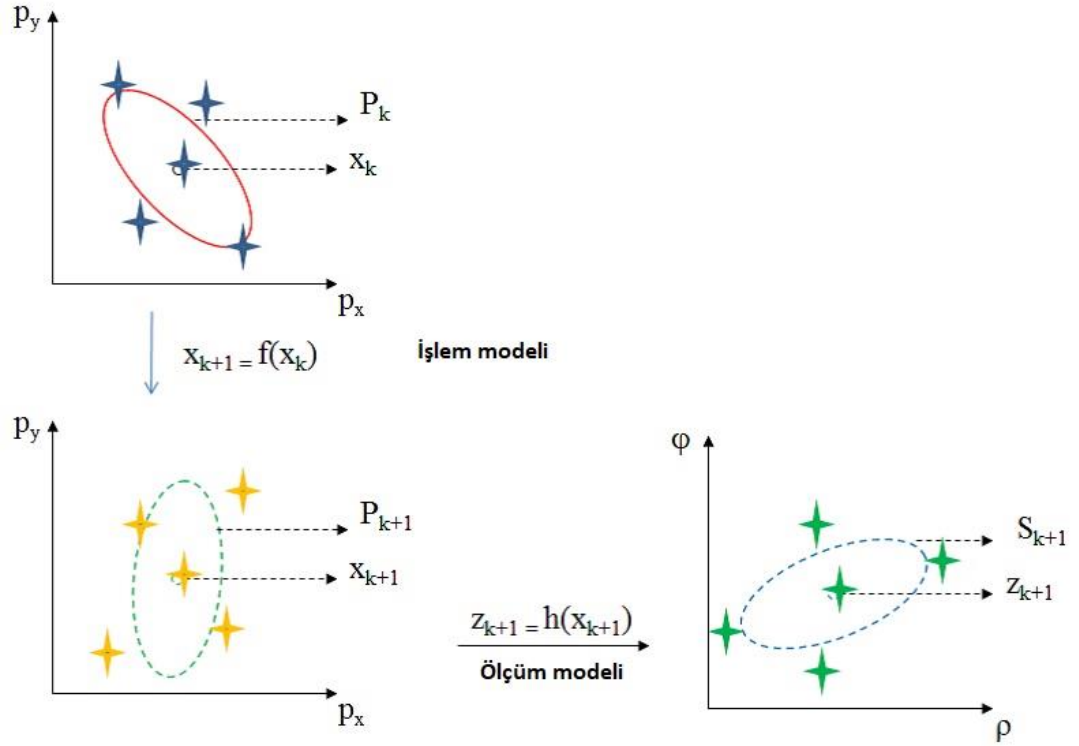 p_y
P_k
x_k
p_x
x_{k+1} = f(x_k)
İşlem modeli
p_y
P_{k+1}
x_{k+1}
p_x
z_{k+1} = h(x_{k+1})
Ölçüm modeli
φ
S_{k+1}
z_{k+1}
ρ